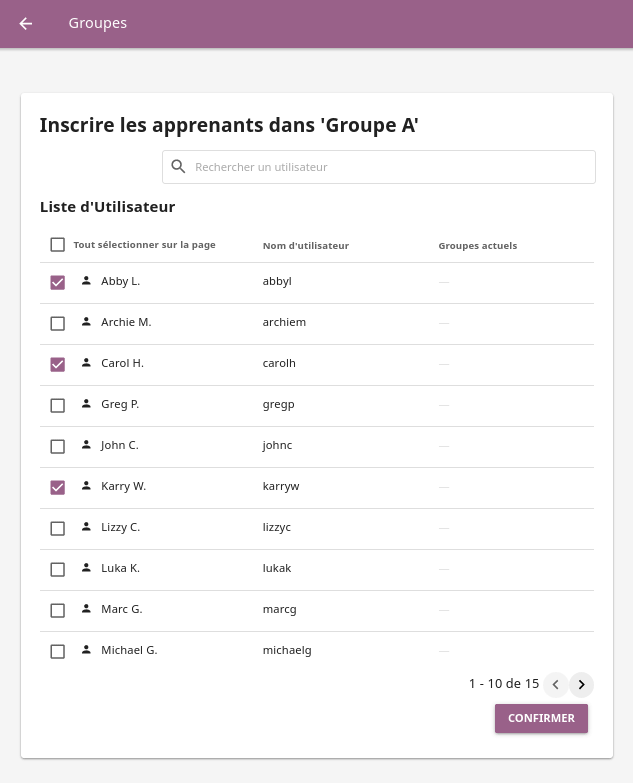 Groupes
Inscrire les apprenants dans 'Groupe A'
Rechercher un utilisateur
Liste d'Utilisateur
Tout sélectionner sur la page Nom d'utilisateur Groupes actuels
Abby L. abbyl —
Archie M. archiem —
Carol H. carolh —
Greg P. gregp —
John C. johnc —
Karry W. karryw —
Lizzy C. lizzyc —
Luka K. lukak —
Marc G. marcg —
Michael G. michaelg —
1 - 10 de 15
CONFIRMER